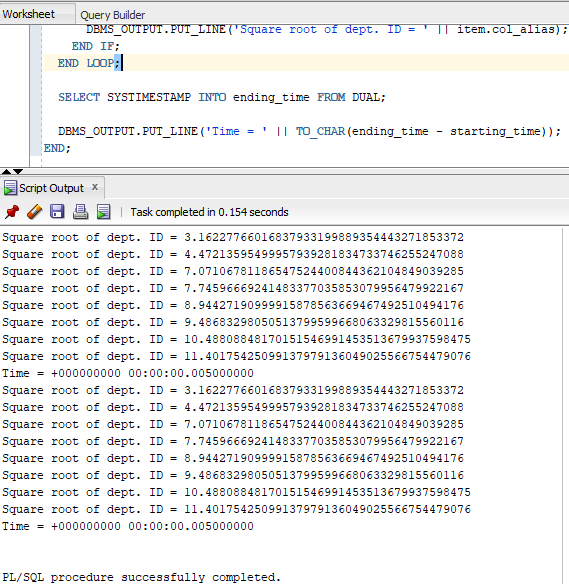 Worksheet Query Builder
DBMS_OUTPUT.PUT_LINE('Square root of dept. ID = ' || item.col_alias);
END IF;
END LOOP;
SELECT SYSTIMESTAMP INTO ending_time FROM DUAL;
DBMS_OUTPUT.PUT_LINE('Time = ' || TO_CHAR(ending_time - starting_time));
END;
Script Output x
Task completed in 0.154 seconds
Square root of dept. ID = 3.16227766016837933199889354443271853372
Square root of dept. ID = 4.47213595499957939281834733746255247088
Square root of dept. ID = 7.07106781186547524400844362104849039285
Square root of dept. ID = 7.74596669241483377035853079956479922167
Square root of dept. ID = 8.94427190999915878563669467492510494176
Square root of dept. ID = 9.48683298050513799599668063329815560116
Square root of dept. ID = 10.48808848170151546991453513679937598475
Square root of dept. ID = 11.40175425099137979136049025566754479076
Time = +000000000 00:00:00.005000000
Square root of dept. ID = 3.16227766016837933199889354443271853372
Square root of dept. ID = 4.47213595499957939281834733746255247088
Square root of dept. ID = 7.07106781186547524400844362104849039285
Square root of dept. ID = 7.74596669241483377035853079956479922167
Square root of dept. ID = 8.94427190999915878563669467492510494176
Square root of dept. ID = 9.48683298050513799599668063329815560116
Square root of dept. ID = 10.48808848170151546991453513679937598475
Square root of dept. ID = 11.40175425099137979136049025566754479076
Time = +000000000 00:00:00.005000000
PL/SQL procedure successfully completed.